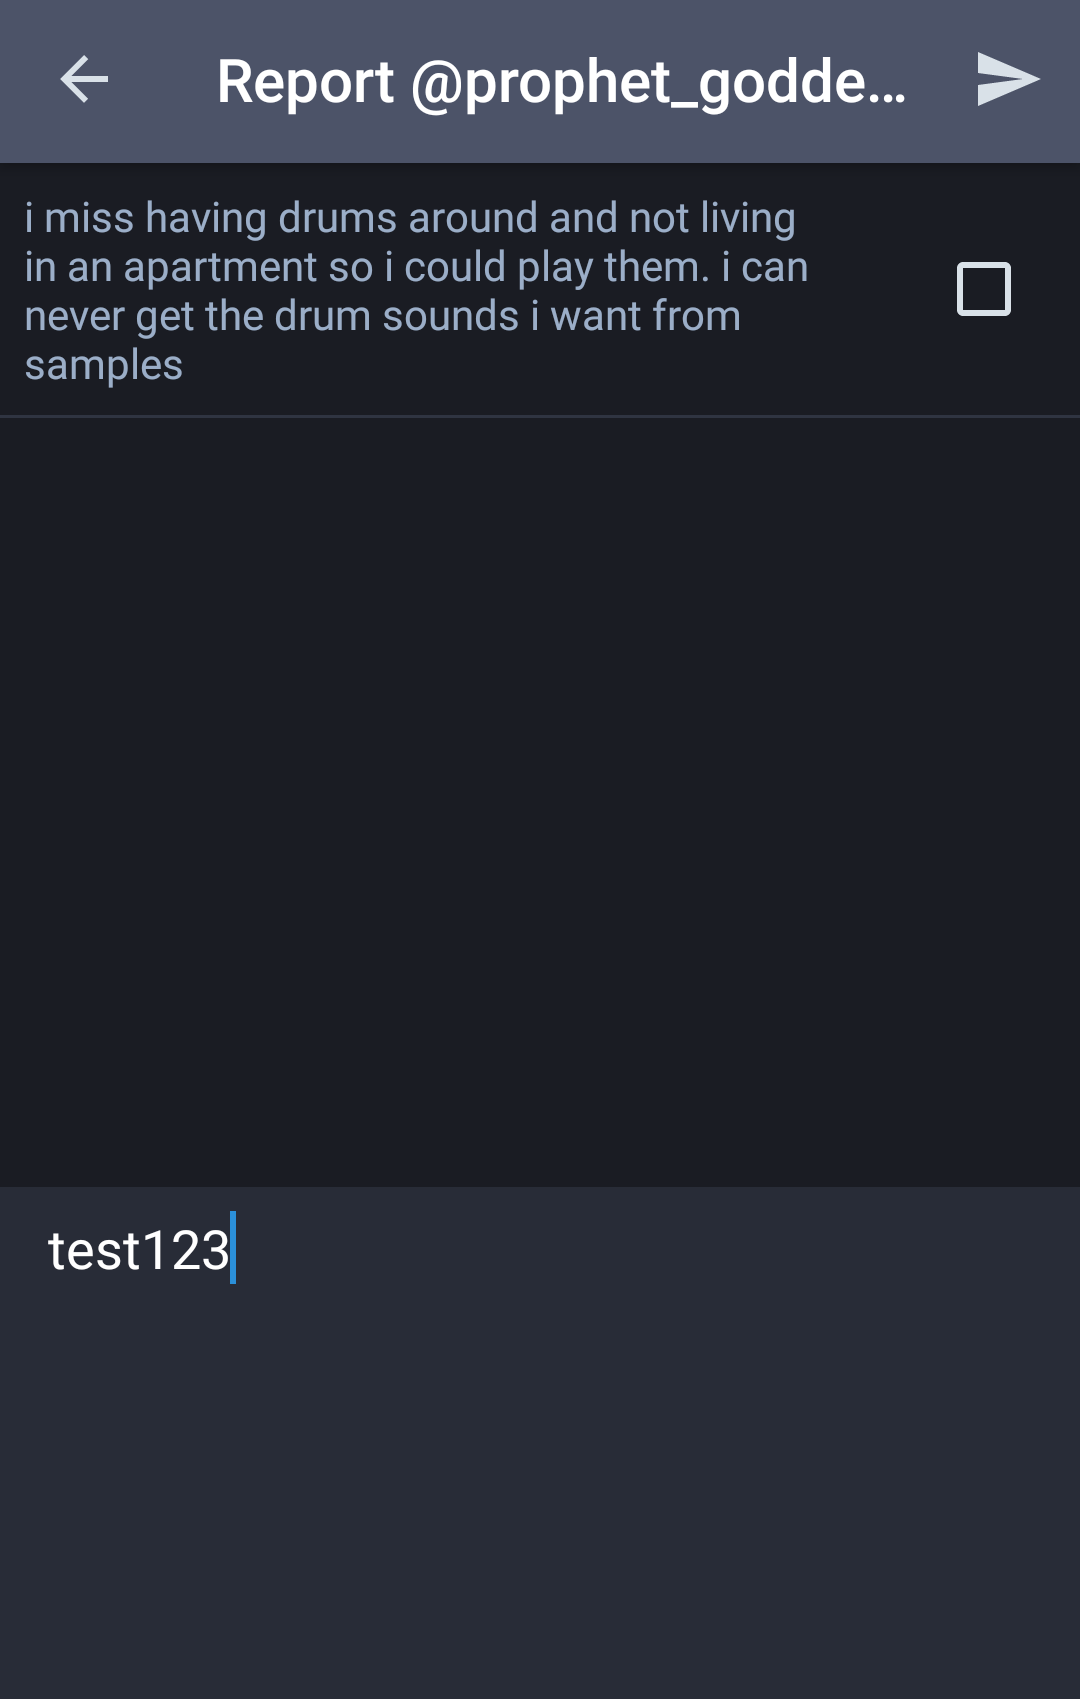 Report @prophet_godde...
i miss having drums around and not living
in an apartment so i could play them. i can
never get the drum sounds i want from
samples
test123